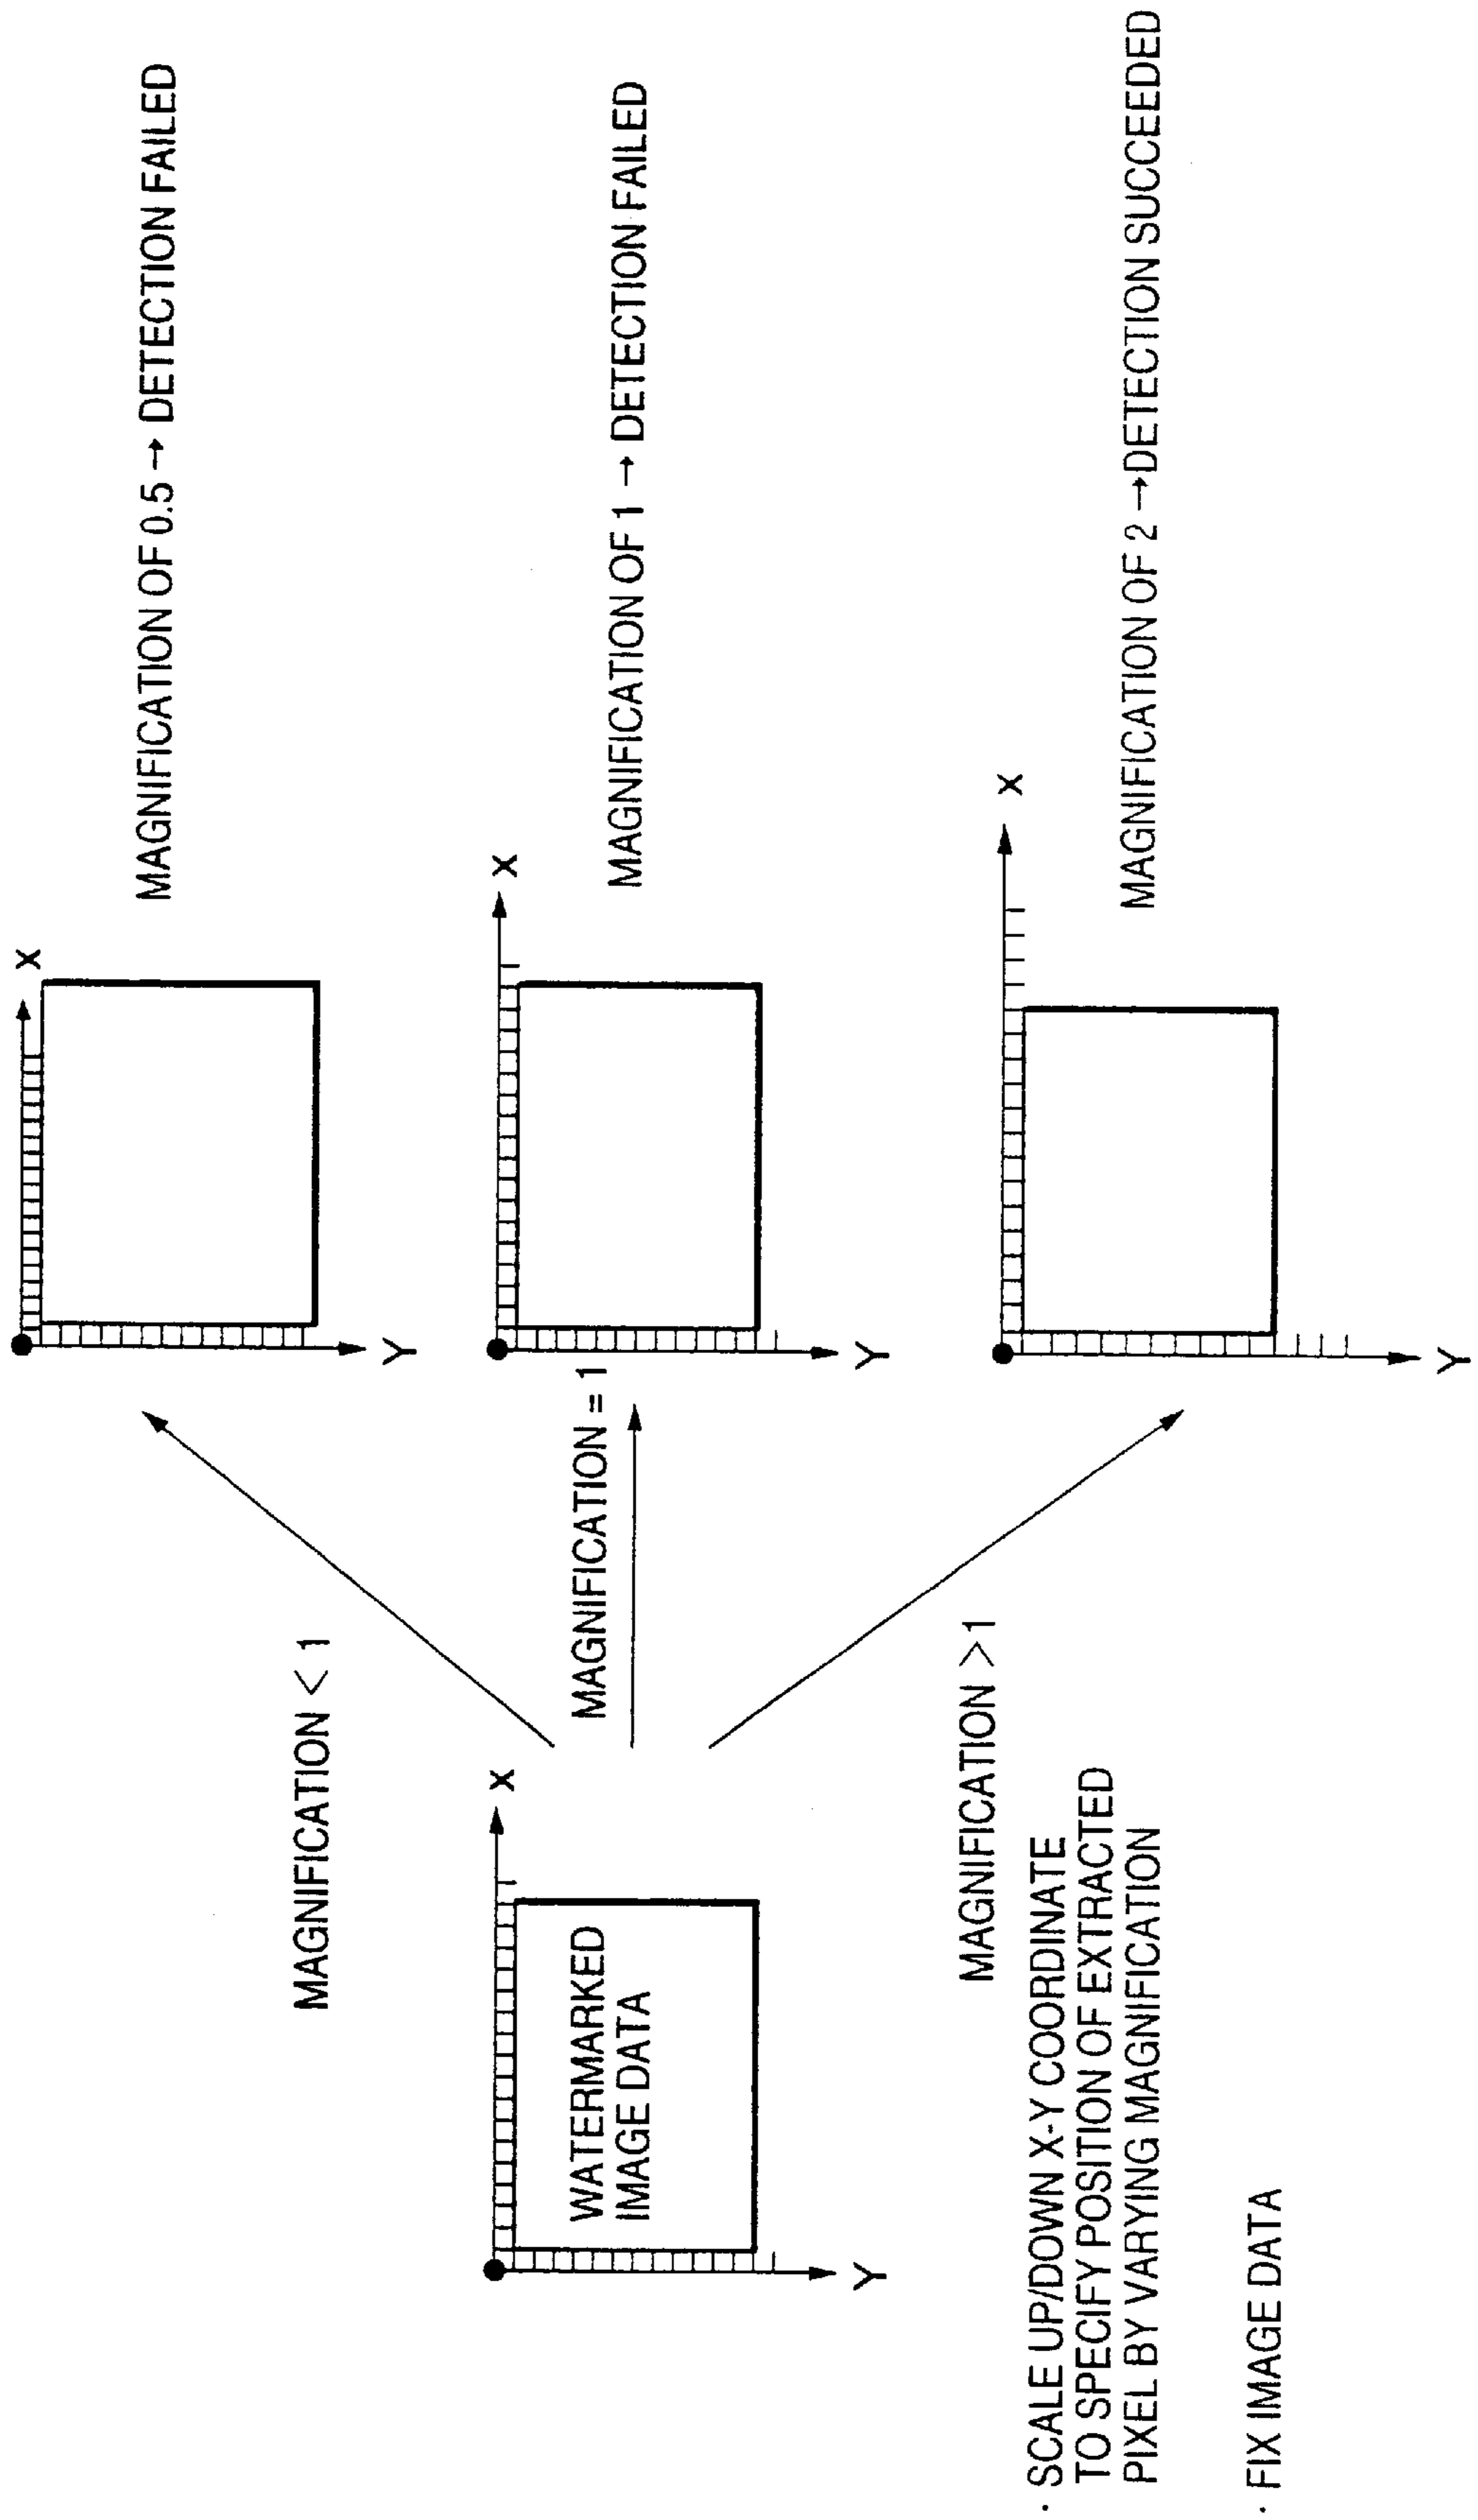 MAGNIFICATION < 1
X
Y
MAGNIFICATION OF 0.5 → DETECTION FAILED
X
Y
WATERMARKED
IMAGE DATA
MAGNIFICATION = 1
X
Y
MAGNIFICATION OF 1 → DETECTION FAILED
MAGNIFICATION >1
X
Y
MAGNIFICATION OF 2 →DETECTION SUCCEEDED
· SCALE UP/DOWN X-Y COORDINATE
TO SPECIFY POSITION OF EXTRACTED
PIXEL BY VARYING MAGNIFICATION
· FIX IMAGE DATA